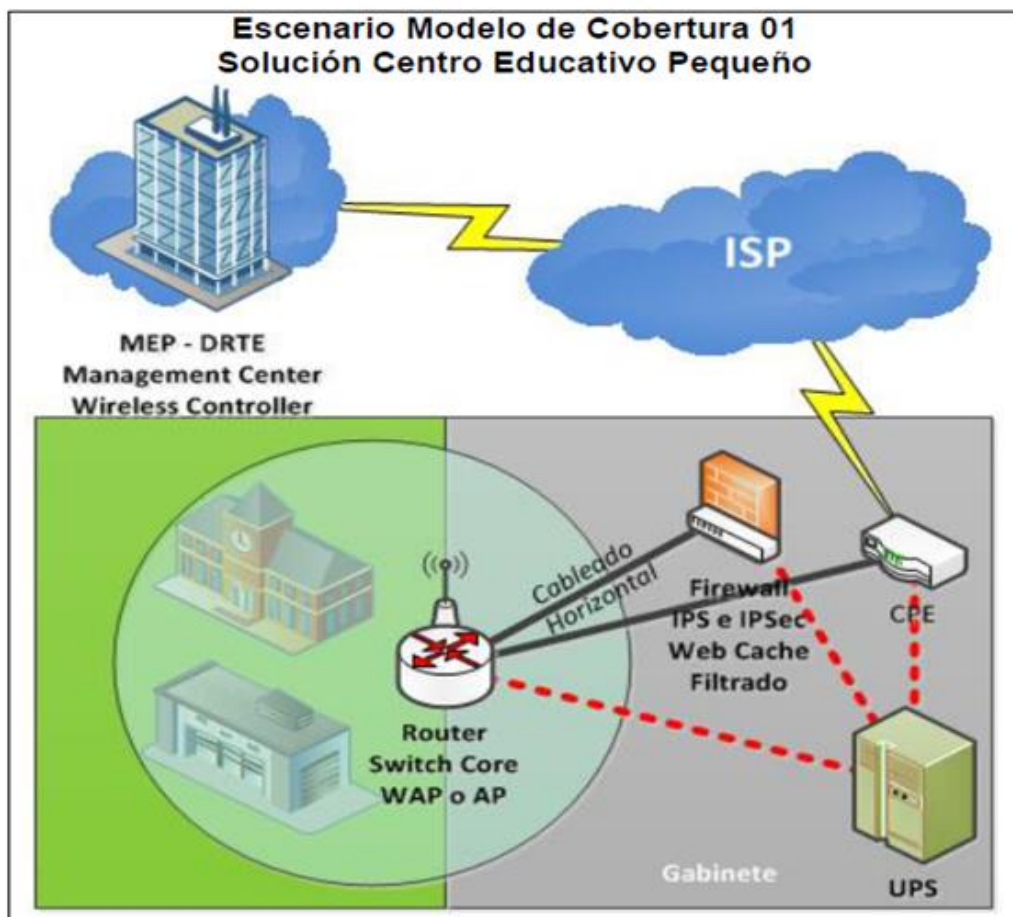 Escenario Modelo de Cobertura 01
Solución Centro Educativo Pequeño
ISP
MEP - DRTE
Management Center
Wireless Controller
Cableado
Horizontal
Firewall
IPS e IPSec
Web Cache
Filtrado
CPE
Router
Switch Core
WAP o AP
Gabinete
UPS